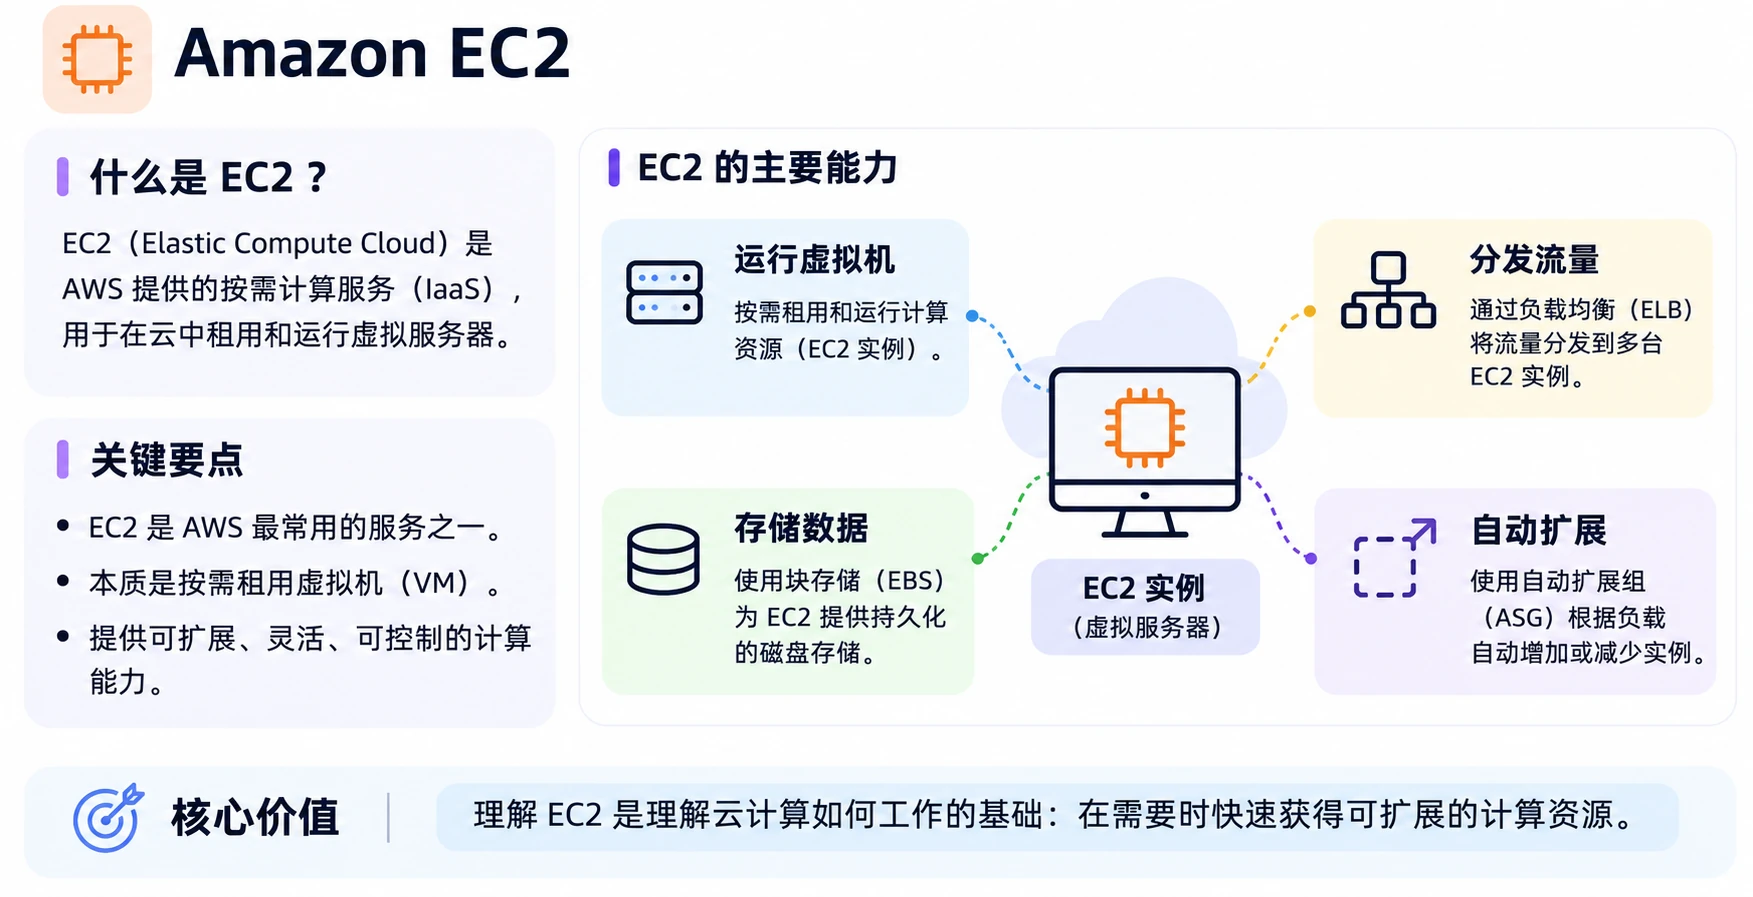 Amazon EC2
什么是 EC2？
EC2（Elastic Compute Cloud）是
AWS 提供的按需计算服务（IaaS），
用于在云中租用和运行虚拟服务器。
关键要点
• EC2 是 AWS 最常用的服务之一。
• 本质是按需租用虚拟机（VM）。
• 提供可扩展、灵活、可控制的计算
能力。
EC2 的主要能力
运行虚拟机
按需租用和运行计算
资源（EC2 实例）。
分发流量
通过负载均衡（ELB）
将流量分发到多台
EC2 实例。
存储数据
使用块存储（EBS）
为 EC2 提供持久化
的磁盘存储。
EC2 实例
（虚拟服务器）
自动扩展
使用自动扩展组
（ASG）根据负载
自动增加或减少实例。
核心价值
理解 EC2 是理解云计算如何工作的基础：在需要时快速获得可扩展的计算资源。